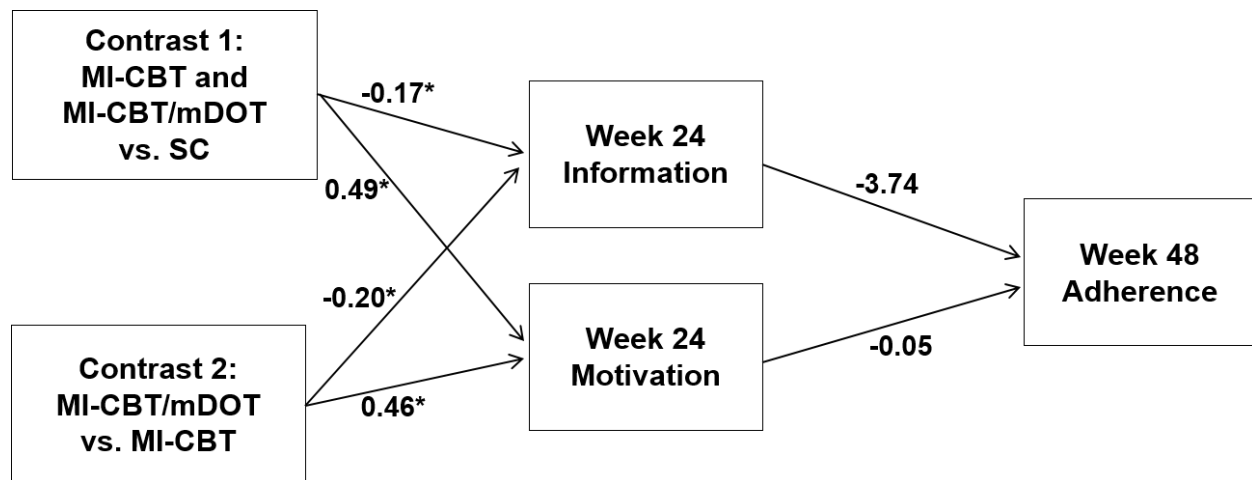 Contrast 1:
MI-CBT and
MI-CBT/mDOT
vs. SC
-0.17*
0.49*
Week 24
Information
-3.74
Week 48
Adherence
-0.20*
Contrast 2:
MI-CBT/mDOT
vs. MI-CBT
0.46*
Week 24
Motivation
-0.05